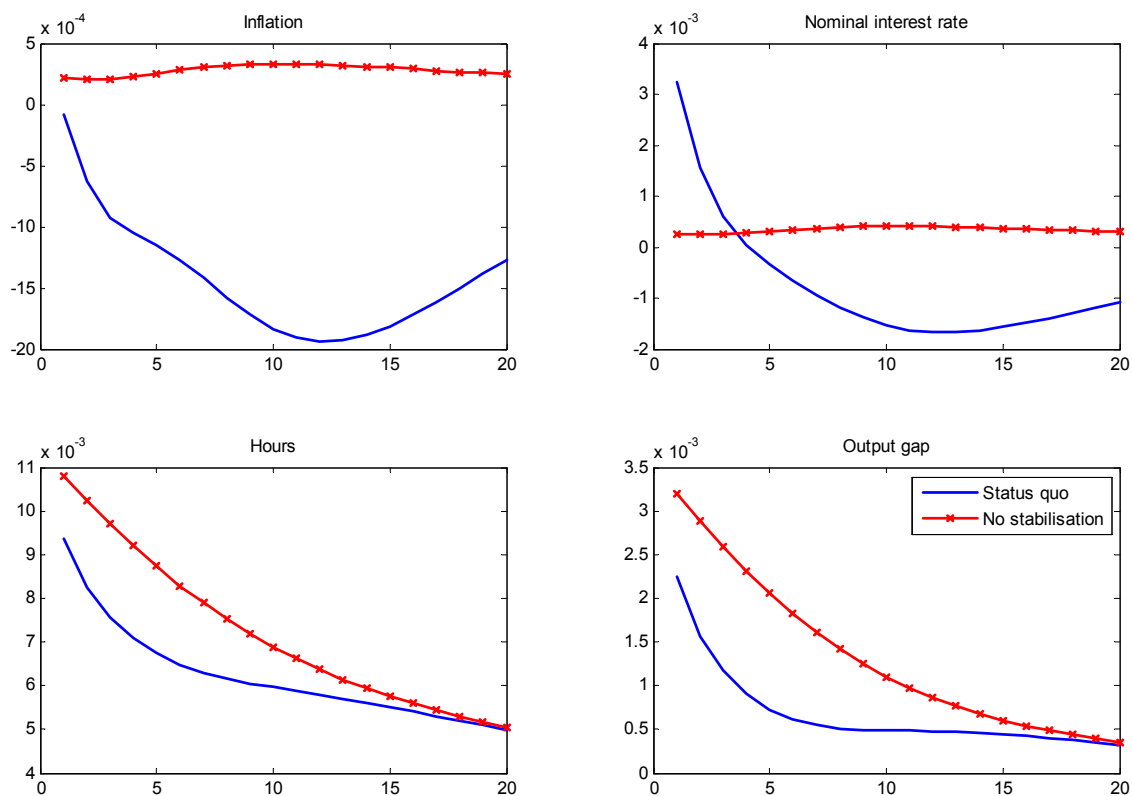 Inflation
x 10-4
5
0
-5
-10
-15
-20
0 5 10 15 20
Nominal interest rate
x 10-3
4
3
2
1
0
-1
-2
0 5 10 15 20
Hours
x 10-3
11
10
9
8
7
6
5
4
0 5 10 15 20
Output gap
x 10-3
3.5
3
2.5
2
1.5
1
0.5
0
0 5 10 15 20
Status quo
No stabilisation